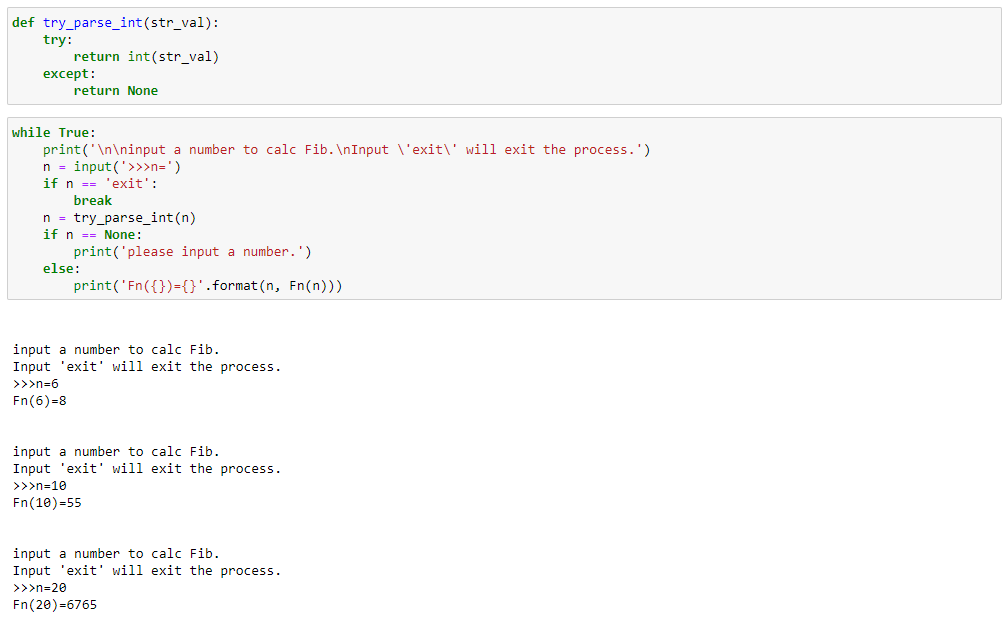 def try_parse_int(str_val):
    try:
        return int(str_val)
    except:
        return None
while True:
    print('\n\ninput a number to calc Fib.\nInput \'exit\' will exit the process.')
    n = input('>>>n=')
    if n == 'exit':
        break
    n = try_parse_int(n)
    if n == None:
        print('please input a number.')
    else:
        print('Fn({})={}'.format(n, Fn(n)))
input a number to calc Fib.
Input 'exit' will exit the process.
>>>n=6
Fn(6)=8
input a number to calc Fib.
Input 'exit' will exit the process.
>>>n=10
Fn(10)=55
input a number to calc Fib.
Input 'exit' will exit the process.
>>>n=20
Fn(20)=6765